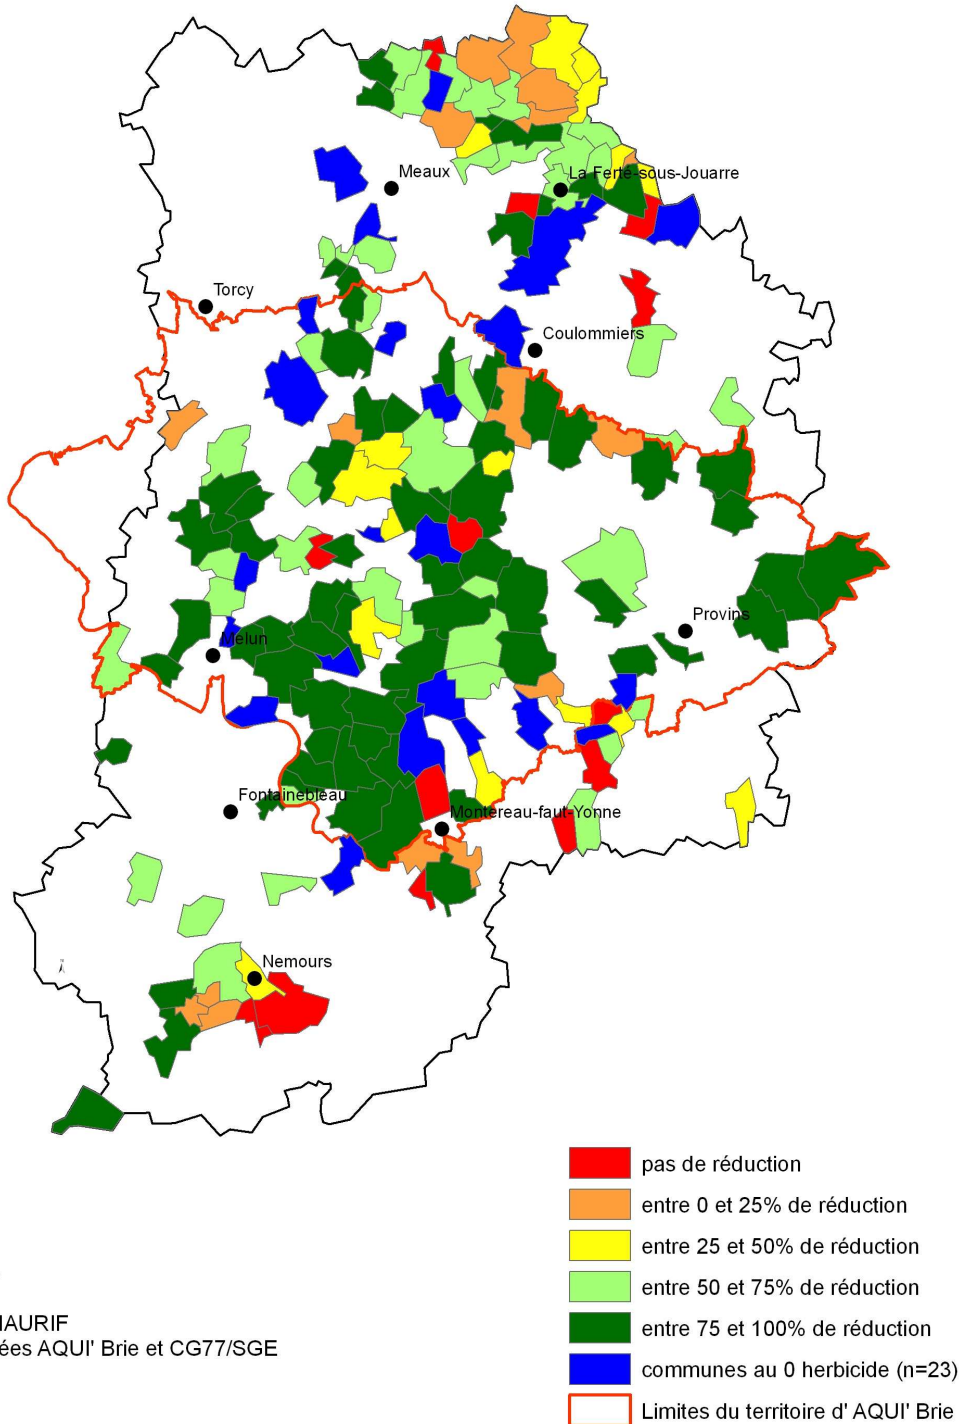 Meaux
La Ferté-sous-Jouarre
Torcy
Coulommiers
Provins
Melun
Fontainebleau
Montereau-faut-Yonne
Nemours
pas de réduction
entre 0 et 25% de réduction
entre 25 et 50% de réduction
entre 50 et 75% de réduction
entre 75 et 100% de réduction
communes au 0 herbicide (n=23)
Limites du territoire d' AQUI' Brie
IAURIF
ées AQUI' Brie et CG77/SGE